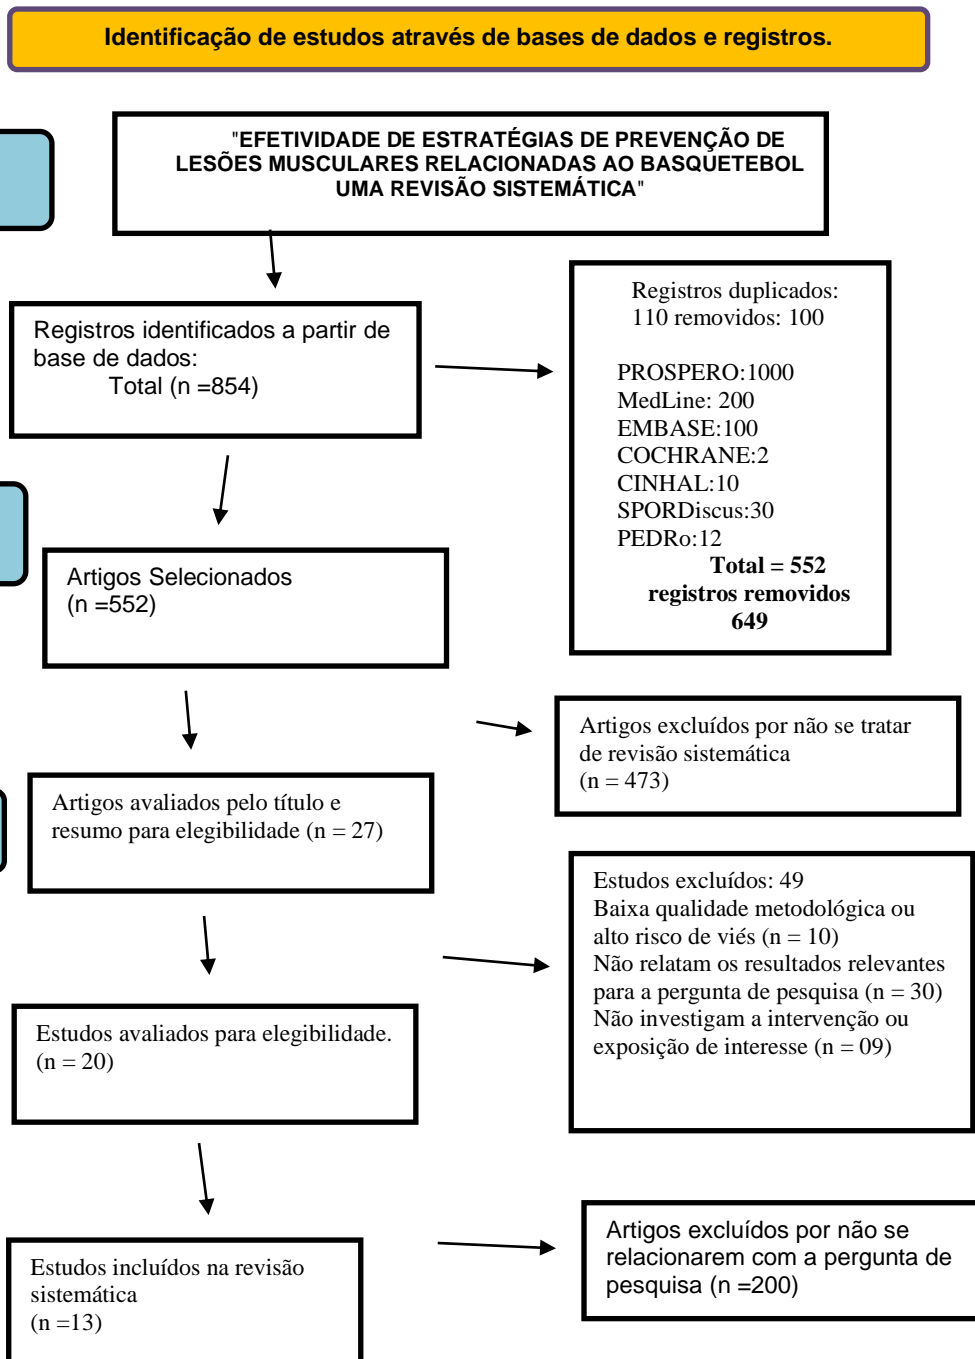 Identificação de estudos através de bases de dados e registros.
"EFETIVIDADE DE ESTRATÉGIAS DE PREVENÇÃO DE
LESÕES MUSCULARES RELACIONADAS AO BASQUETEBOL
UMA REVISÃO SISTEMÁTICA"
Registros identificados a partir de
base de dados:
Total (n =854)
Registros duplicados:
110 removidos: 100
PROSPERO:1000
MedLine: 200
EMBASE:100
COCHRANE:2
CINHAL:10
SPORDiscus:30
PEDRo:12
Total = 552
registros removidos
649
Artigos Selecionados
(n =552)
Artigos excluídos por não se tratar
de revisão sistemática
(n = 473)
Artigos avaliados pelo título e
resumo para elegibilidade (n = 27)
Estudos excluídos: 49
Baixa qualidade metodológica ou
alto risco de viés (n = 10)
Não relatam os resultados relevantes
para a pergunta de pesquisa (n = 30)
Não investigam a intervenção ou
exposição de interesse (n = 09)
Estudos avaliados para elegibilidade.
(n = 20)
Artigos excluídos por não se
relacionarem com a pergunta de
pesquisa (n =200)
Estudos incluídos na revisão
sistemática
(n =13)